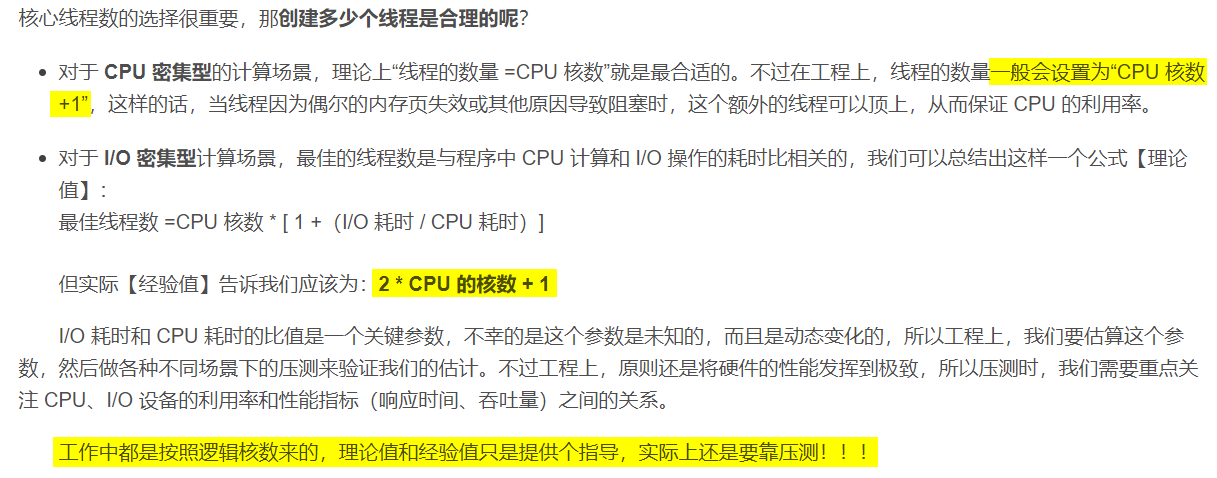 核心线程数的选择很重要，那创建多少个线程是合理的呢？
对于 CPU 密集型的计算场景，理论上“线程的数量 =CPU 核数”就是最合适的。不过在工程上，线程的数量一般会设置为“CPU 核数
+1”，这样的话，当线程因为偶尔的内存页失效或其他原因导致阻塞时，这个额外的线程可以顶上，从而保证 CPU 的利用率。
对于 I/O 密集型计算场景，最佳的线程数是与程序中 CPU 计算和 I/O 操作的耗时比相关的，我们可以总结出这样一个公式【理论
值】：
最佳线程数 =CPU 核数 * [ 1 +（I/O 耗时 / CPU 耗时）]
但实际【经验值】告诉我们应该为：2 * CPU 的核数 + 1
I/O 耗时和 CPU 耗时的比值是一个关键参数，不幸的是这个参数是未知的，而且是动态变化的，所以工程上，我们要估算这个参
数，然后做各种不同场景下的压测来验证我们的估计。不过工程上，原则还是将硬件的性能发挥到极致，所以压测时，我们需要重点关
注 CPU、I/O 设备的利用率和性能指标（响应时间、吞吐量）之间的关系。
工作中都是按照逻辑核数来的，理论值和经验值只是提供个指导，实际上还是要靠压测！！！